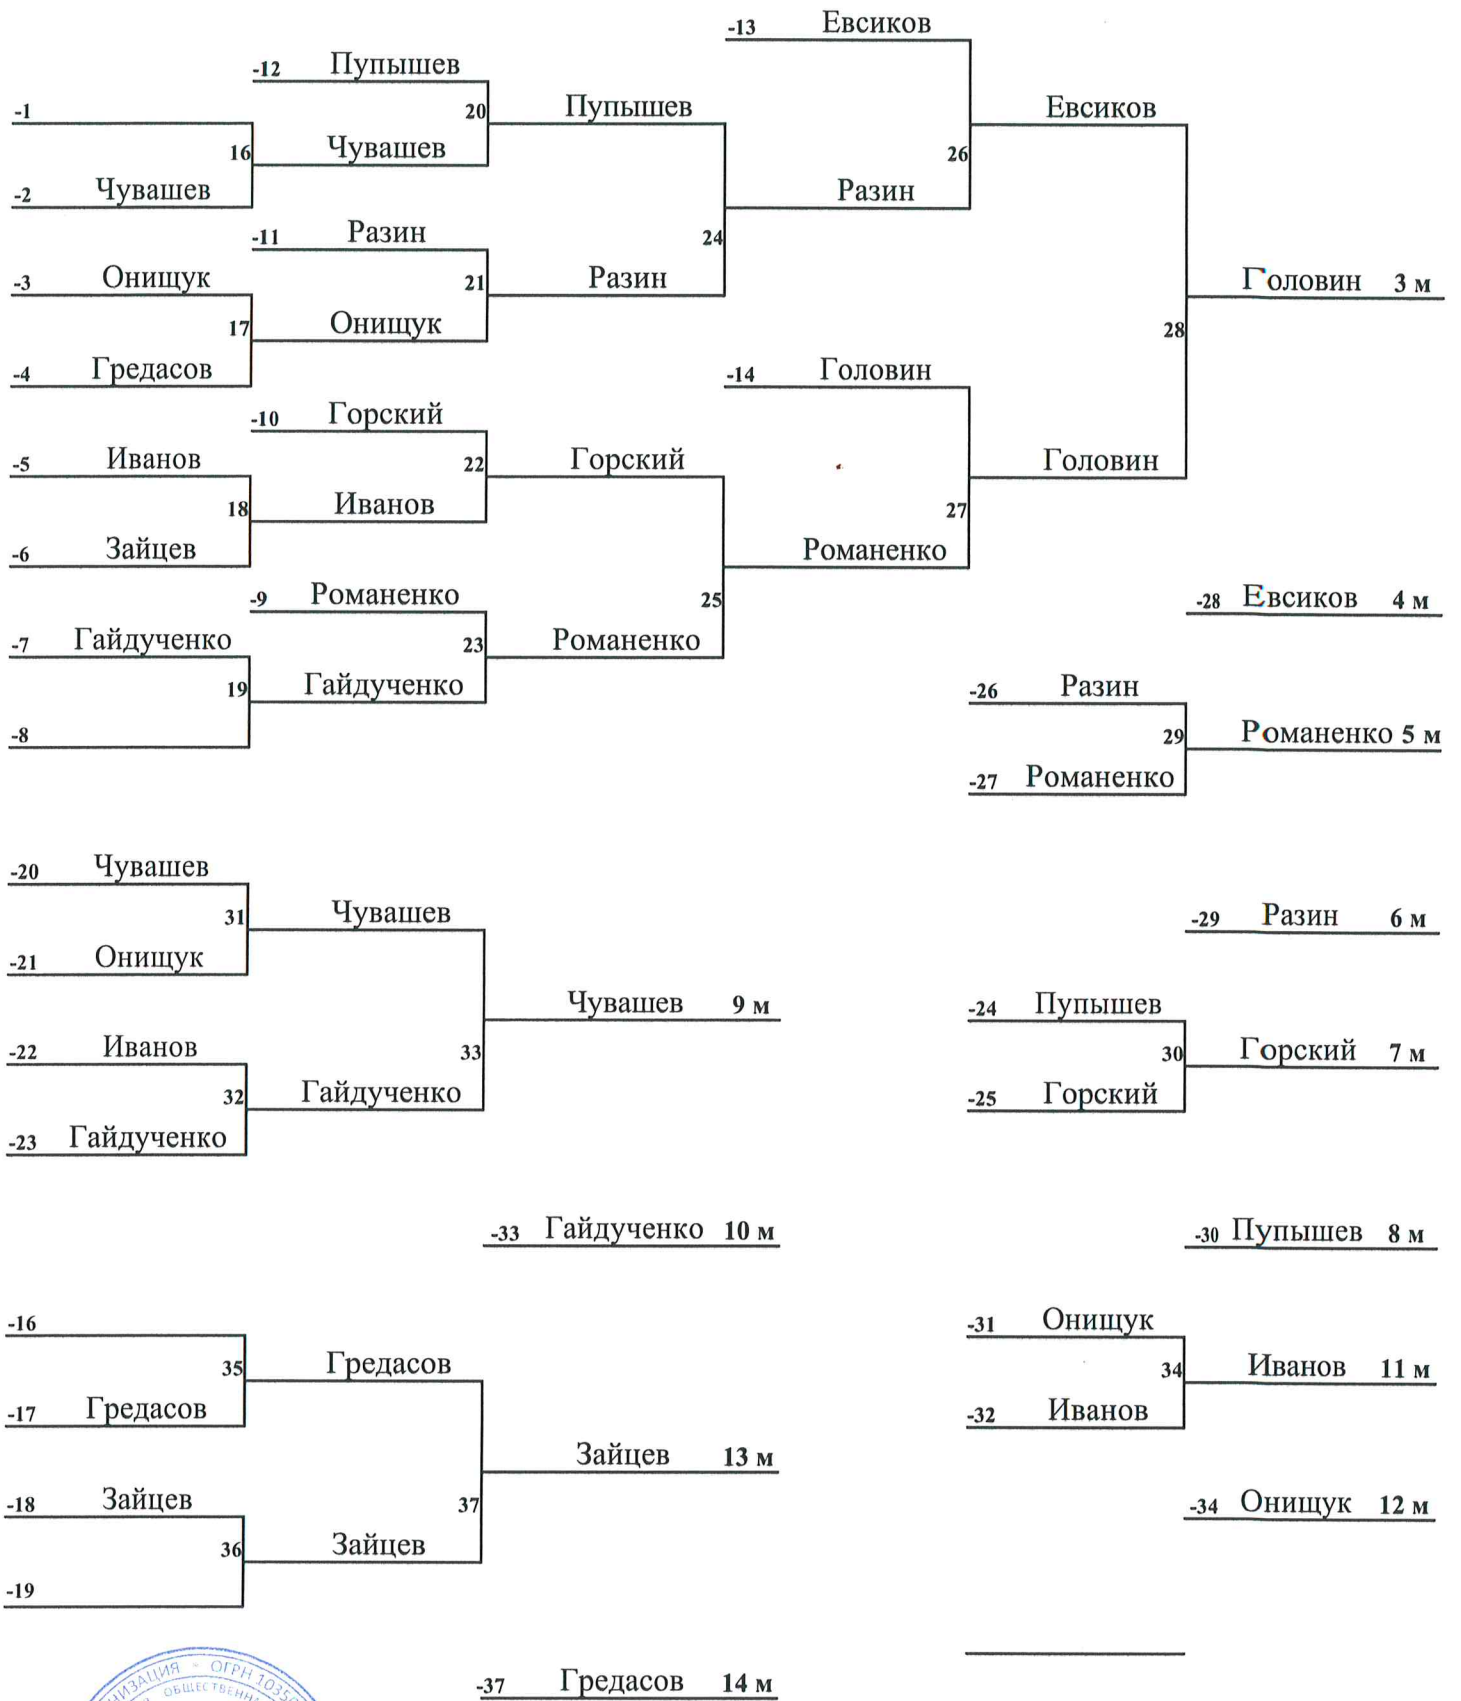 -13 Евсиков
-12 Пупышев
-1
20 Пупышев
Евсиков
16 Чувашев
26
-2 Чувашев
Разин
-11 Разин
24
-3 Онищук
21 Разин
Головин 3 м
17 Онищук
28
-4 Гредасов
-14 Головин
-10 Горский
-5 Иванов
22 Горский
Головин
18 Иванов
27
-6 Зайцев
Романенко
-9 Романенко
25
-28 Евсиков 4 м
-7 Гайдученко
23 Романенко
19 Гайдученко
-26 Разин
-8
29 Романенко 5 м
-27 Романенко
-20 Чувашев
31 Чувашев
-29 Разин 6 м
-21 Онищук
Чувашев 9 м
-24 Пупышев
-22 Иванов
33
30 Горский 7 м
32 Гайдученко
-25 Горский
-23 Гайдученко
-33 Гайдученко 10 м
-30 Пупышев 8 м
-16
-31 Онищук
35 Гредасов
34 Иванов 11 м
-17 Гредасов
-32 Иванов
Зайцев 13 м
-18 Зайцев
37
-34 Онищук 12 м
36 Зайцев
-19
-37 Гредасов 14 м